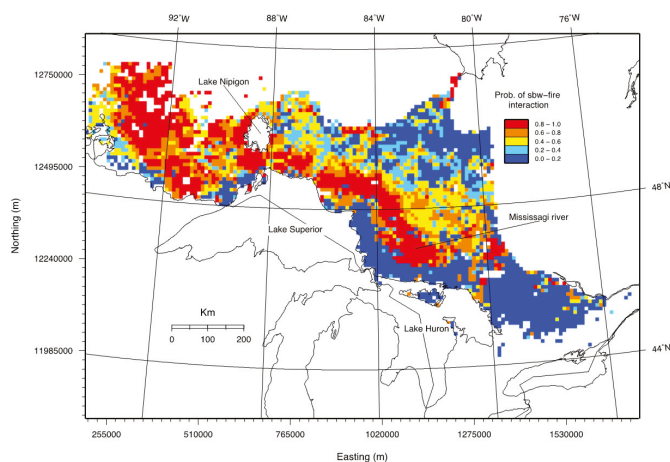 92°W
88°W
84°W
80°W
76°W
12750000
12495000
12240000
11985000
Northing (m)
Lake Nipigon
Prob. of sbw−fire
interaction
0.8 − 1.0
0.6 − 0.8
0.4 − 0.6
0.2 − 0.4
0.0 − 0.2
48°N
Mississagi river
Lake Superior
Km
0 100 200
Lake Huron
44°N
255000 510000 765000 1020000 1275000 1530000
Easting (m)